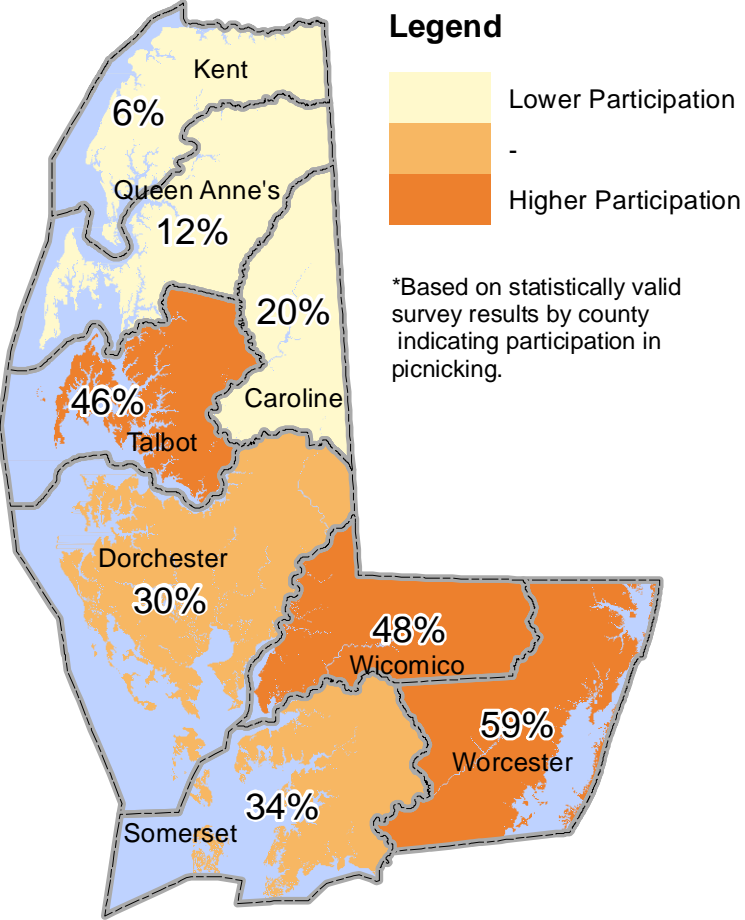 Legend
Lower Participation
-
Higher Participation
*Based on statistically valid
survey results by county
indicating participation in
picnicking.
Kent
6%
Queen Anne's
12%
20%
Caroline
46%
Talbot
Dorchester
30%
48%
Wicomico
59%
Worcester
34%
Somerset